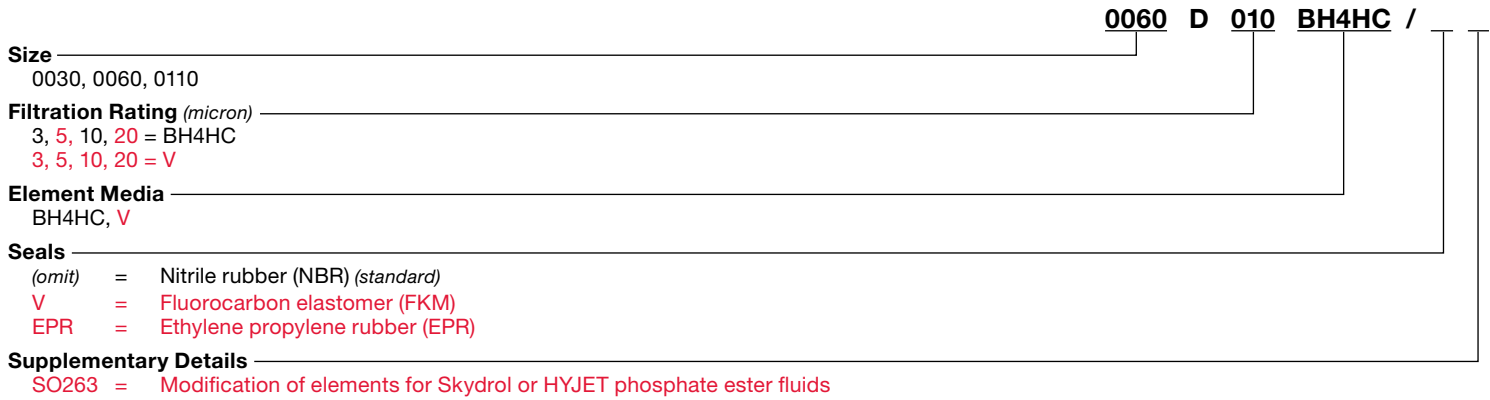 0060 D 010 BH4HC /
Size
0030, 0060, 0110
Filtration Rating (micron)
3, 5, 10, 20 = BH4HC
3, 5, 10, 20 = V
Element Media
BH4HC, V
Seals
(omit) = Nitrile rubber (NBR) (standard)
V = Fluorocarbon elastomer (FKM)
EPR = Ethylene propylene rubber (EPR)
Supplementary Details
SO263 = Modification of elements for Skydrol or HYJET phosphate ester fluids